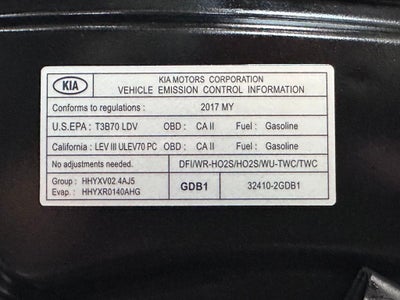 KIA
KIA MOTORS CORPORATION
VEHICLE EMISSION CONTROL INFORMATION
Conforms to regulations : 2017 MY
U.S.EPA : T3B70 LDV OBD : CA II Fuel : Gasoline
California : LEV III ULEV70 PC OBD : CA II Fuel : Gasoline
No adjustments needed. DFI/WR-HO2S/HO2S/WU-TWC/TWC
Group : HHYXV02.4AJ5 GDB1 32410-2GDB1
Evap. : HHYXR0140AHG